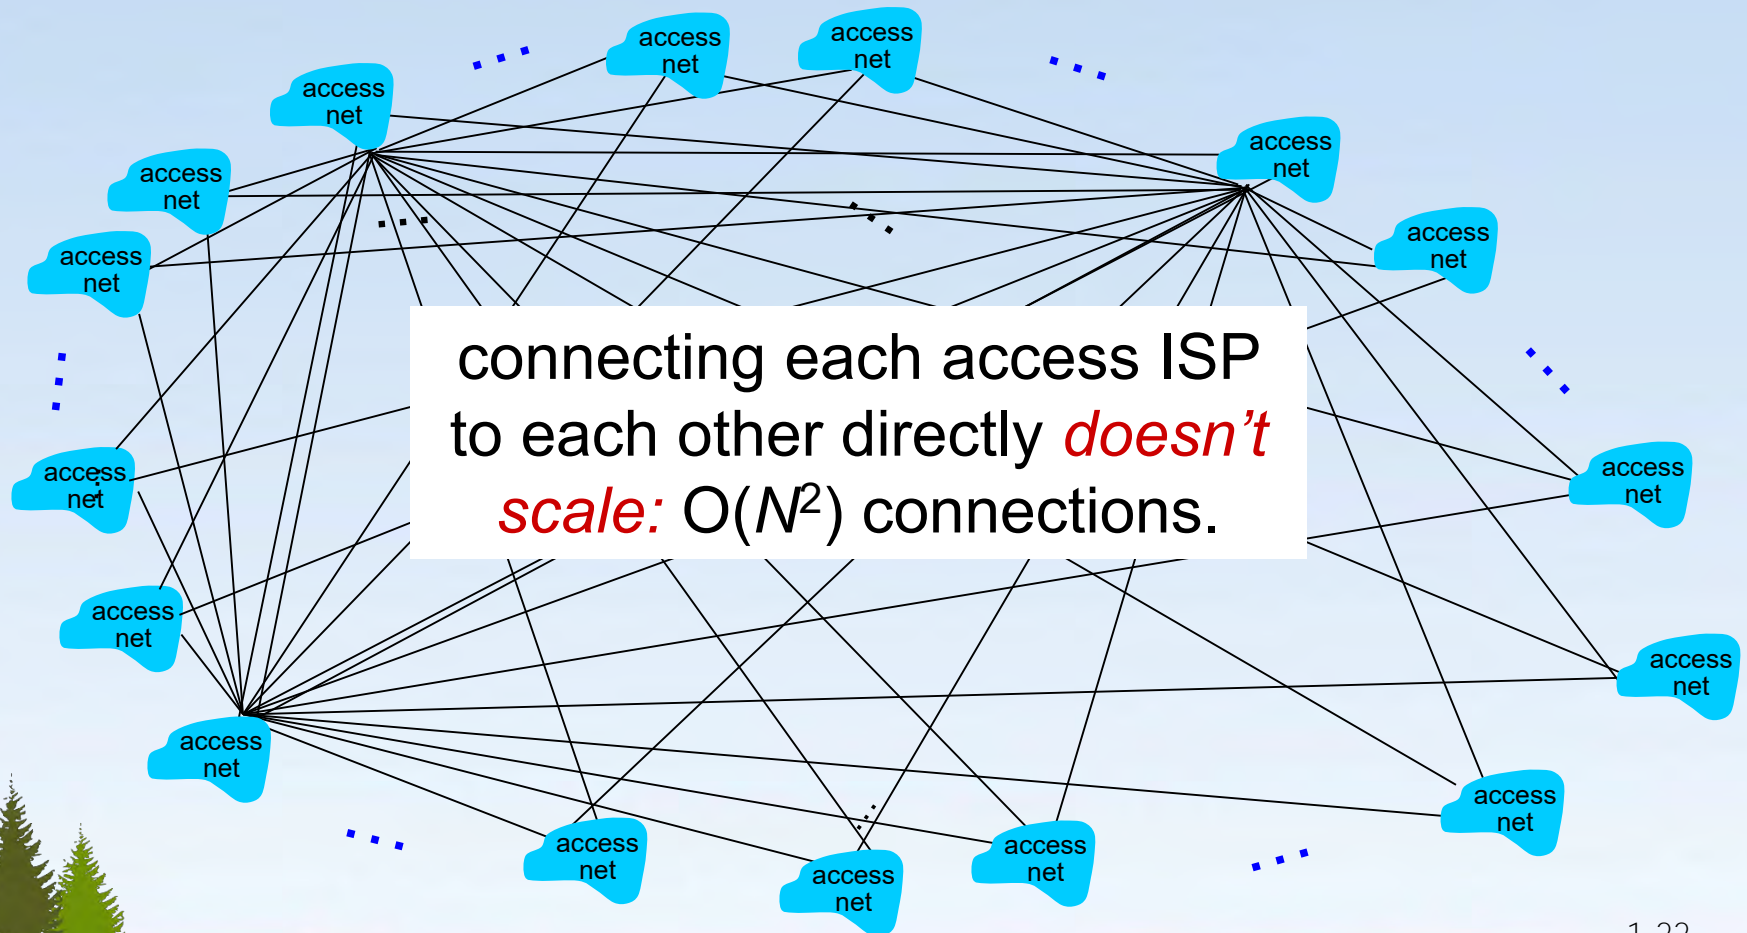 access
net
access
net
access
net
access
net
access
net
access
net
access
net
access
net
connecting each access ISP
to each other directly doesn’t
scale: O(N²) connections.
access
net
access
net
access
net
access
net
access
net
access
net
access
net
access
net
1-22